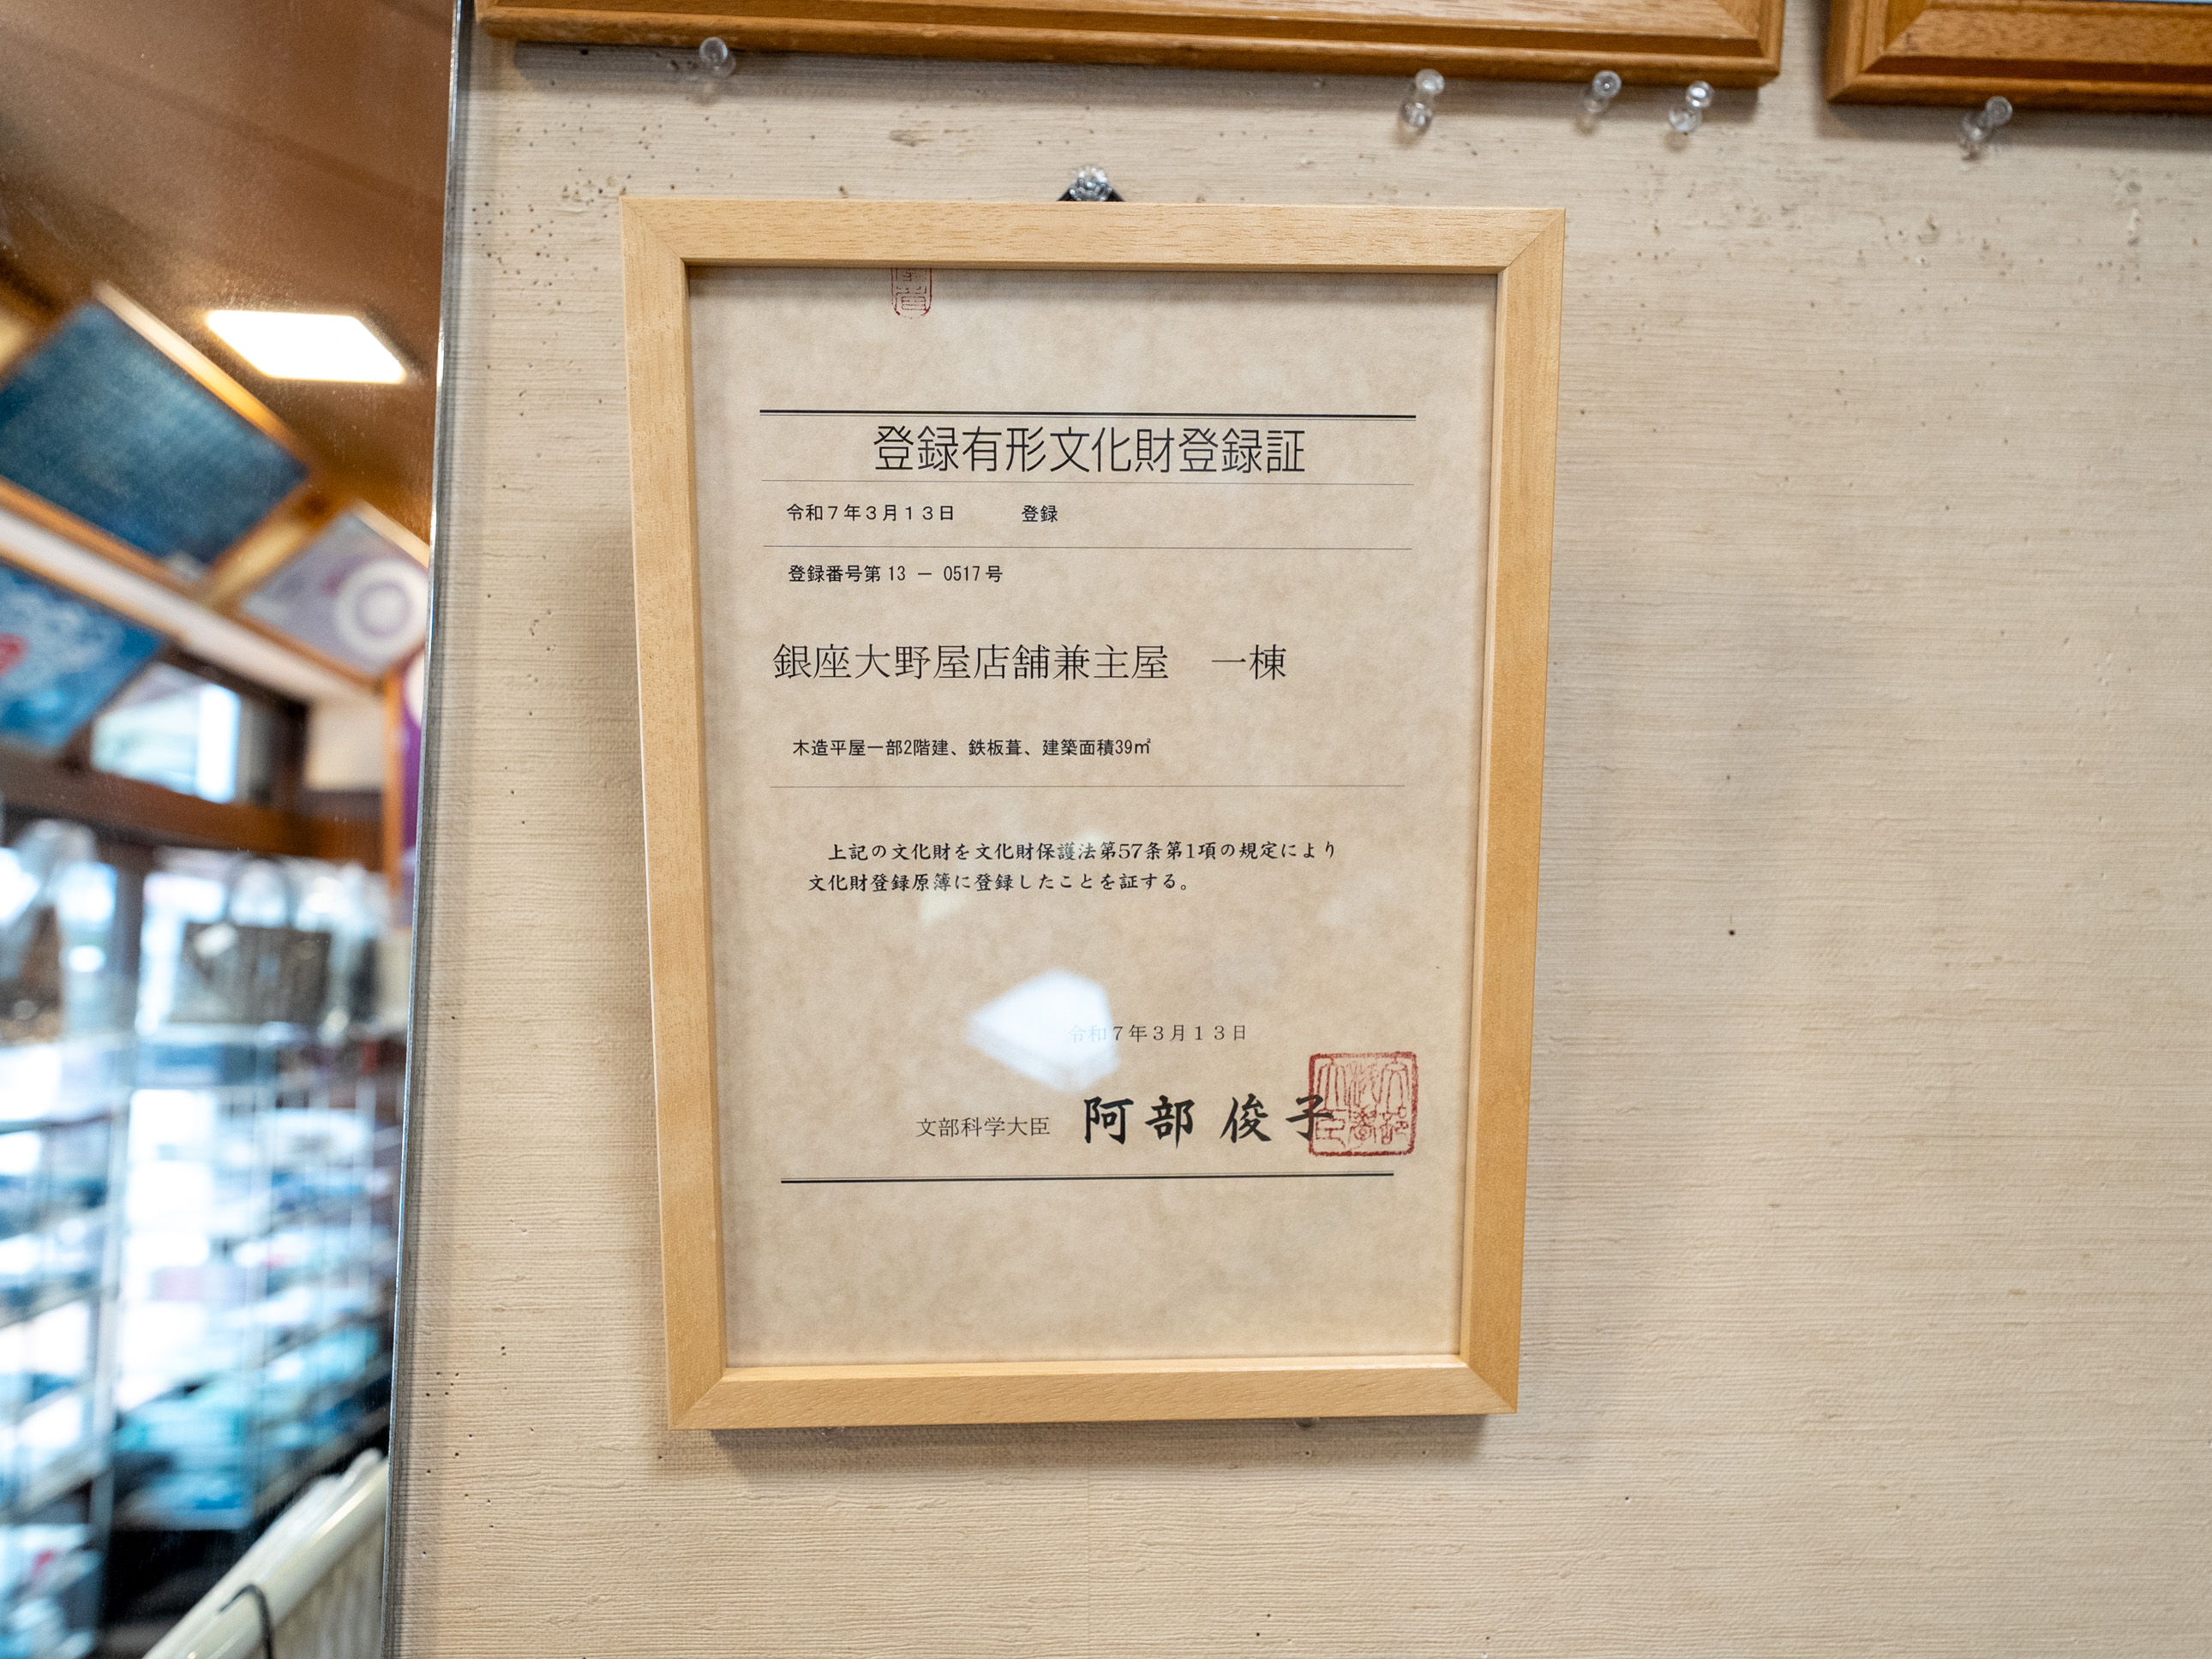 登録有形文化財登録証
令和7年3月13日　登録
登録番号第13－0517号
銀座大野屋店舗兼主屋　一棟
木造平屋一部2階建、鉄板葺、建築面積39㎡
上記の文化財を文化財保護法第57条第1項の規定により
文化財登録原簿に登録したことを証する。
令和7年3月13日
文部科学大臣　阿部 俊子